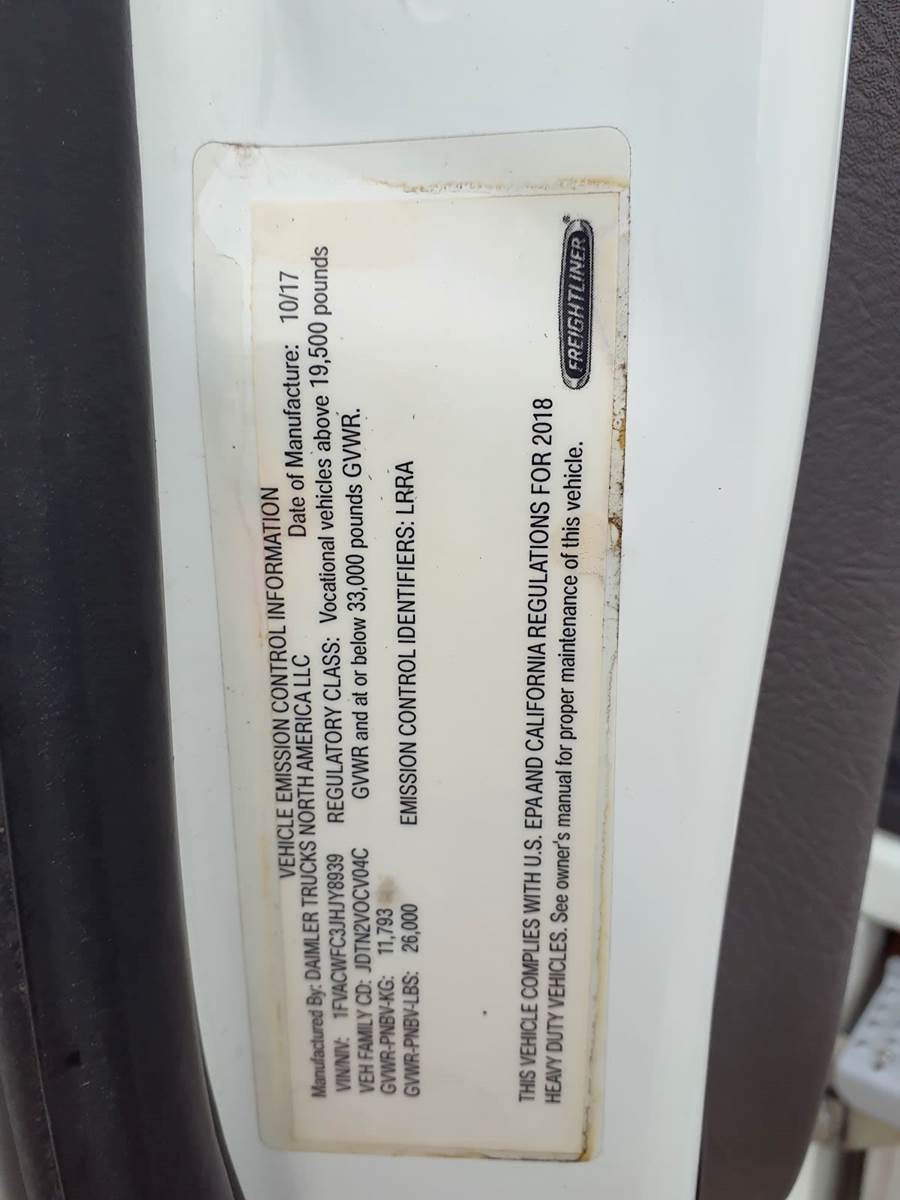 VEHICLE EMISSION CONTROL INFORMATION
Manufactured By: DAIMLER TRUCKS NORTH AMERICA LLC Date of Manufacture: 10/17
VIN/NIV: 1FVACWFC3JHJY8939 REGULATORY CLASS: Vocational vehicles above 19,500 pounds
VEH FAMILY CD: JDTN2VOCV04C GVWR and at or below 33,000 pounds GVWR.
GVWR-PNBV-KG: 11,793
GVWR-PNBV-LBS: 26,000 EMISSION CONTROL IDENTIFIERS: LRRA
THIS VEHICLE COMPLIES WITH U.S. EPA AND CALIFORNIA REGULATIONS FOR 2018
HEAVY DUTY VEHICLES. See owner's manual for proper maintenance of this vehicle.
FREIGHTLINER®